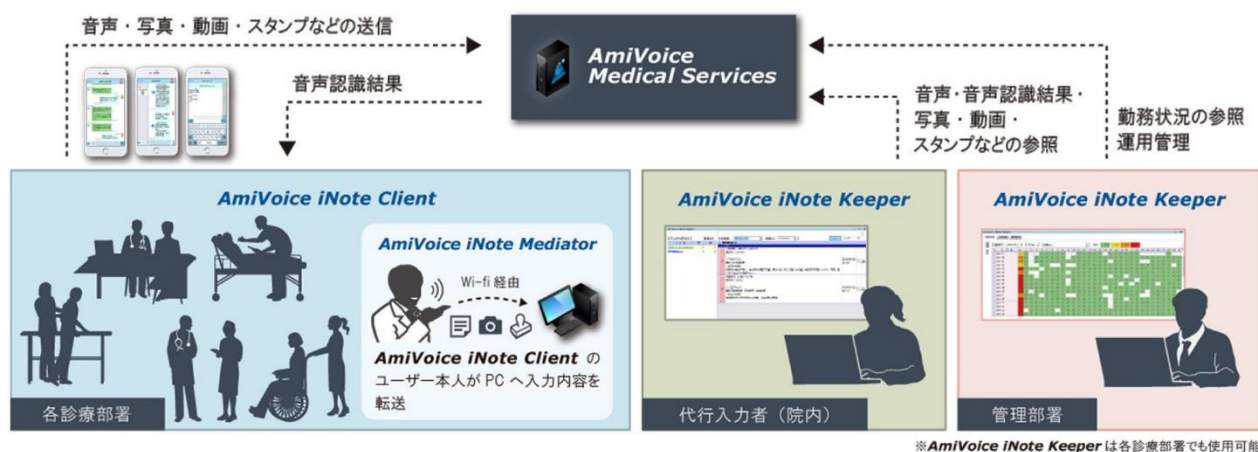 音声・写真・動画・スタンプなどの送信
音声認識結果
AmiVoice
Medical Services
音声・音声認識結果・
写真・動画・
スタンプなどの参照
勤務状況の参照
運用管理
AmiVoice iNote Client
AmiVoice iNote Mediator
Wi-fi 経由
AmiVoice iNote Client の
ユーザー本人が PC へ入力内容を
転送
各診療部署
AmiVoice iNote Keeper
代行入力者（院内）
AmiVoice iNote Keeper
管理部署
※AmiVoice iNote Keeper は各診療部署でも使用可能